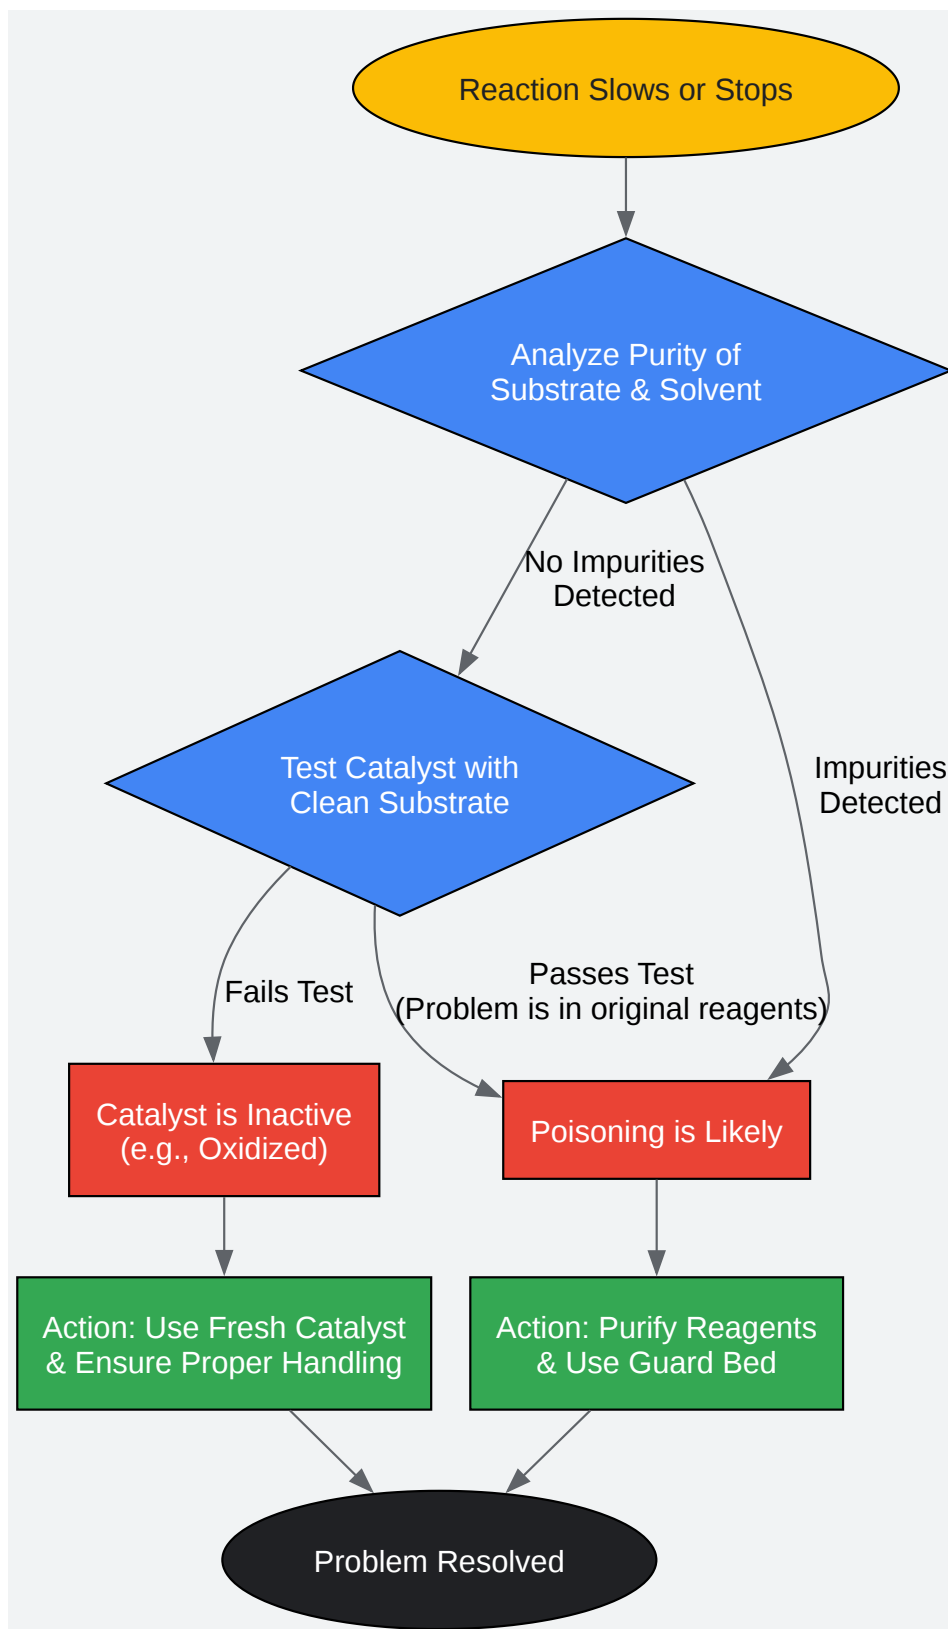 Reaction Slows or Stops
Analyze Purity of
Substrate & Solvent
No Impurities
Detected
Test Catalyst with
Clean Substrate
Impurities
Detected
Fails Test
Passes Test
(Problem is in original reagents)
Catalyst is Inactive
(e.g., Oxidized)
Poisoning is Likely
Action: Use Fresh Catalyst
& Ensure Proper Handling
Action: Purify Reagents
& Use Guard Bed
Problem Resolved